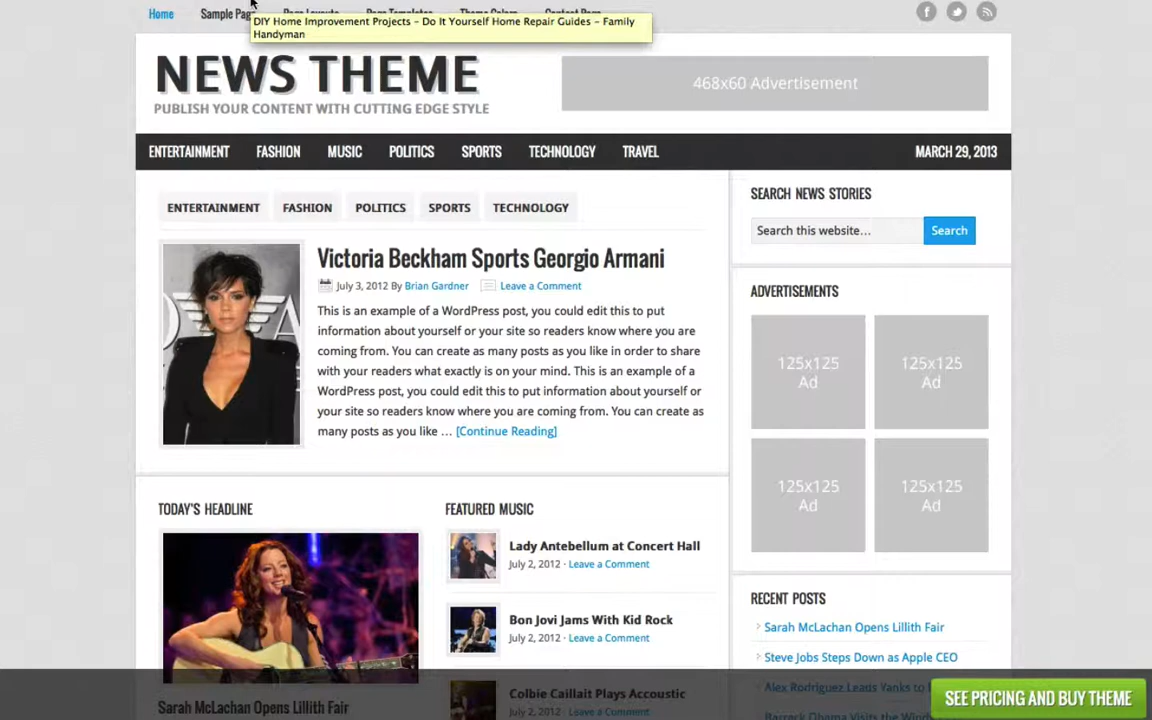 Home Sample Page
DIY Home Improvement Projects - Do It Yourself Home Repair Guides - Family
Handyman
NEWS THEME
PUBLISH YOUR CONTENT WITH CUTTING EDGE STYLE
468x60 Advertisement
ENTERTAINMENT FASHION MUSIC POLITICS SPORTS TECHNOLOGY TRAVEL MARCH 29, 2013
ENTERTAINMENT FASHION POLITICS SPORTS TECHNOLOGY
Victoria Beckham Sports Georgio Armani
July 3, 2012 By Brian Gardner Leave a Comment
This is an example of a WordPress post, you could edit this to put
information about yourself or your site so readers know where you are
coming from. You can create as many posts as you like in order to share
with your readers what exactly is on your mind. This is an example of a
WordPress post, you could edit this to put information about yourself or
your site so readers know where you are coming from. You can create as
many posts as you like ... [Continue Reading]
SEARCH NEWS STORIES
Search this website... Search
ADVERTISEMENTS
125x125
Ad
125x125
Ad
125x125
Ad
125x125
Ad
TODAY'S HEADLINE
Sarah McLachan Opens Lillith Fair
FEATURED MUSIC
Lady Antebellum at Concert Hall
July 2, 2012 · Leave a Comment
Bon Jovi Jams With Kid Rock
July 2, 2012 · Leave a Comment
Colbie Caillait Plays Accoustic
July 2, 2012 · Leave a Comment
RECENT POSTS
Sarah McLachan Opens Lillith Fair
Steve Jobs Steps Down as Apple CEO
Alex Rodriguez Leads Yanks to
SEE PRICING AND BUY THEME